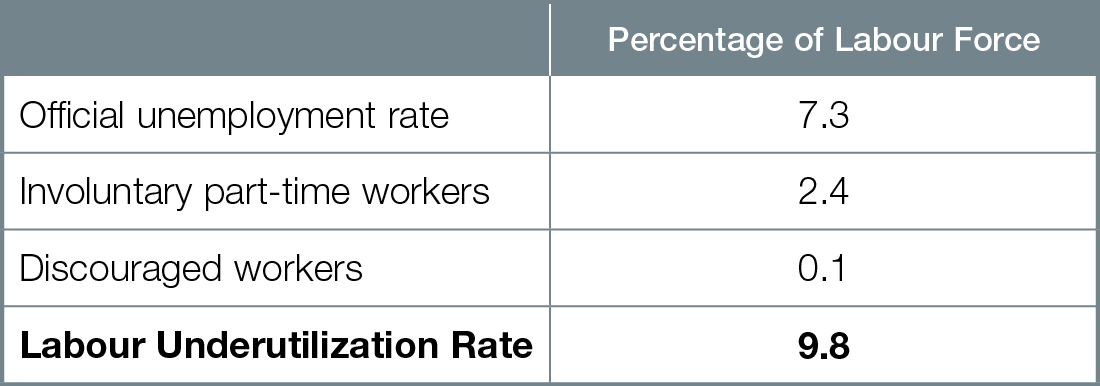 Percentage of Labour Force
Official unemployment rate 7.3
Involuntary part-time workers 2.4
Discouraged workers 0.1
Labour Underutilization Rate 9.8